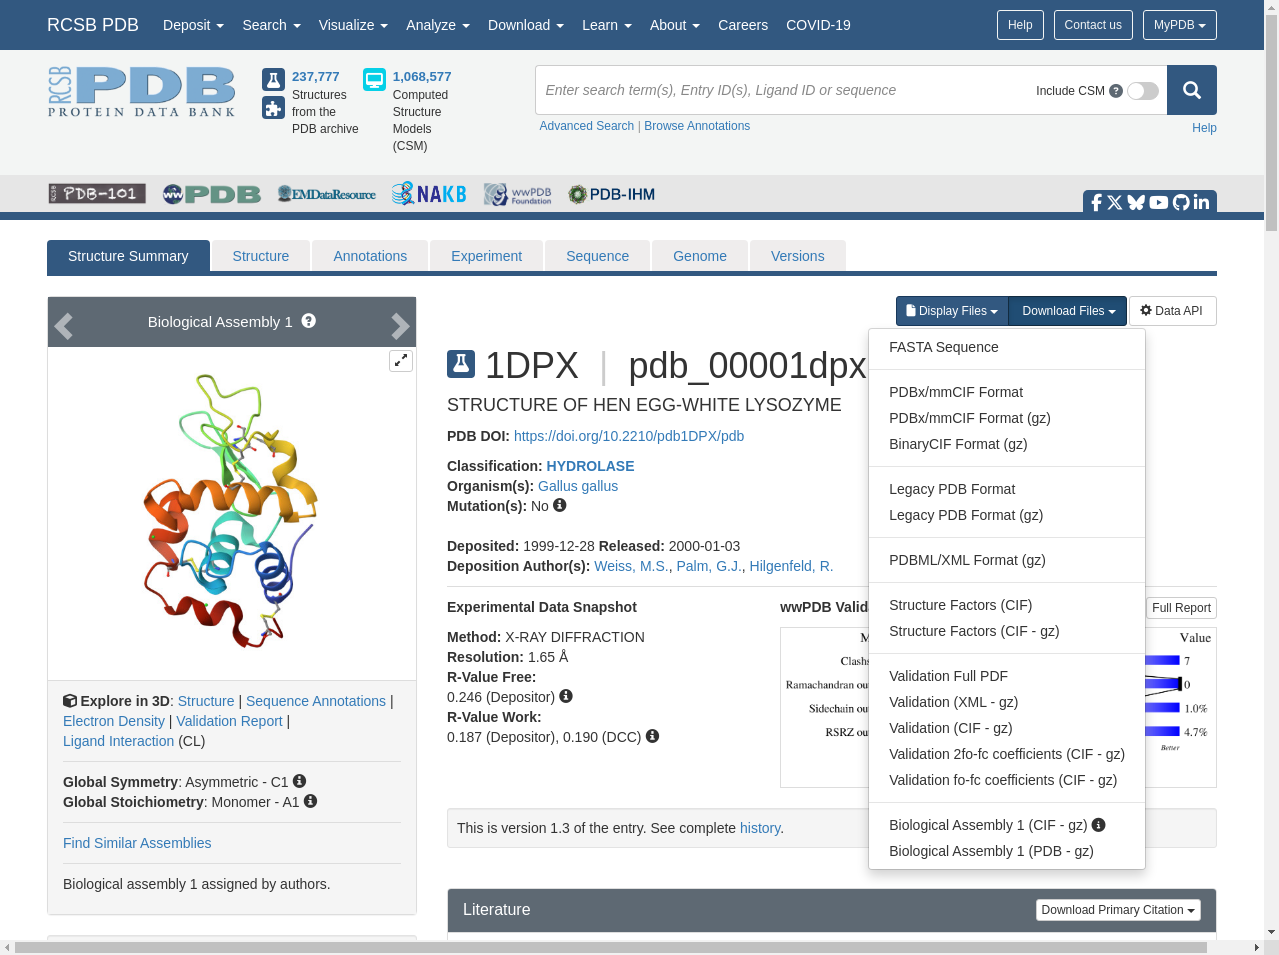 RCSB PDB Deposit Search Visualize Analyze Download Learn About Careers COVID-19 Help Contact us MyPDB
RCSB PDB
PROTEIN DATA BANK
237,777
Structures
from the
PDB archive
1,068,577
Computed
Structure
Models
(CSM)
Enter search term(s), Entry ID(s), Ligand ID or sequence Include CSM
Advanced Search | Browse Annotations Help
RCSB PDB-101 wwPDB EMDataResource NAKB wwPDB Foundation PDB-IHM
Structure Summary Structure Annotations Experiment Sequence Genome Versions
Biological Assembly 1
Explore in 3D: Structure | Sequence Annotations |
Electron Density | Validation Report |
Ligand Interaction (CL)
Global Symmetry: Asymmetric - C1
Global Stoichiometry: Monomer - A1
Find Similar Assemblies
Biological assembly 1 assigned by authors.
Display Files Download Files Data API
1DPX | pdb_00001dpx
STRUCTURE OF HEN EGG-WHITE LYSOZYME
PDB DOI: https://doi.org/10.2210/pdb1DPX/pdb
Classification: HYDROLASE
Organism(s): Gallus gallus
Mutation(s): No
Deposited: 1999-12-28 Released: 2000-01-03
Deposition Author(s): Weiss, M.S., Palm, G.J., Hilgenfeld, R.
Experimental Data Snapshot
Method: X-RAY DIFFRACTION
Resolution: 1.65 Å
R-Value Free:
0.246 (Depositor)
R-Value Work:
0.187 (Depositor), 0.190 (DCC)
wwPDB Valida
Full Report
M Value
Clashs 7
Ramachandran ou 0
Sidechain ou 1.0%
RSRZ ou 4.7%
Better
FASTA Sequence
PDBx/mmCIF Format
PDBx/mmCIF Format (gz)
BinaryCIF Format (gz)
Legacy PDB Format
Legacy PDB Format (gz)
PDBML/XML Format (gz)
Structure Factors (CIF)
Structure Factors (CIF - gz)
Validation Full PDF
Validation (XML - gz)
Validation (CIF - gz)
Validation 2fo-fc coefficients (CIF - gz)
Validation fo-fc coefficients (CIF - gz)
Biological Assembly 1 (CIF - gz)
Biological Assembly 1 (PDB - gz)
This is version 1.3 of the entry. See complete history.
Literature Download Primary Citation